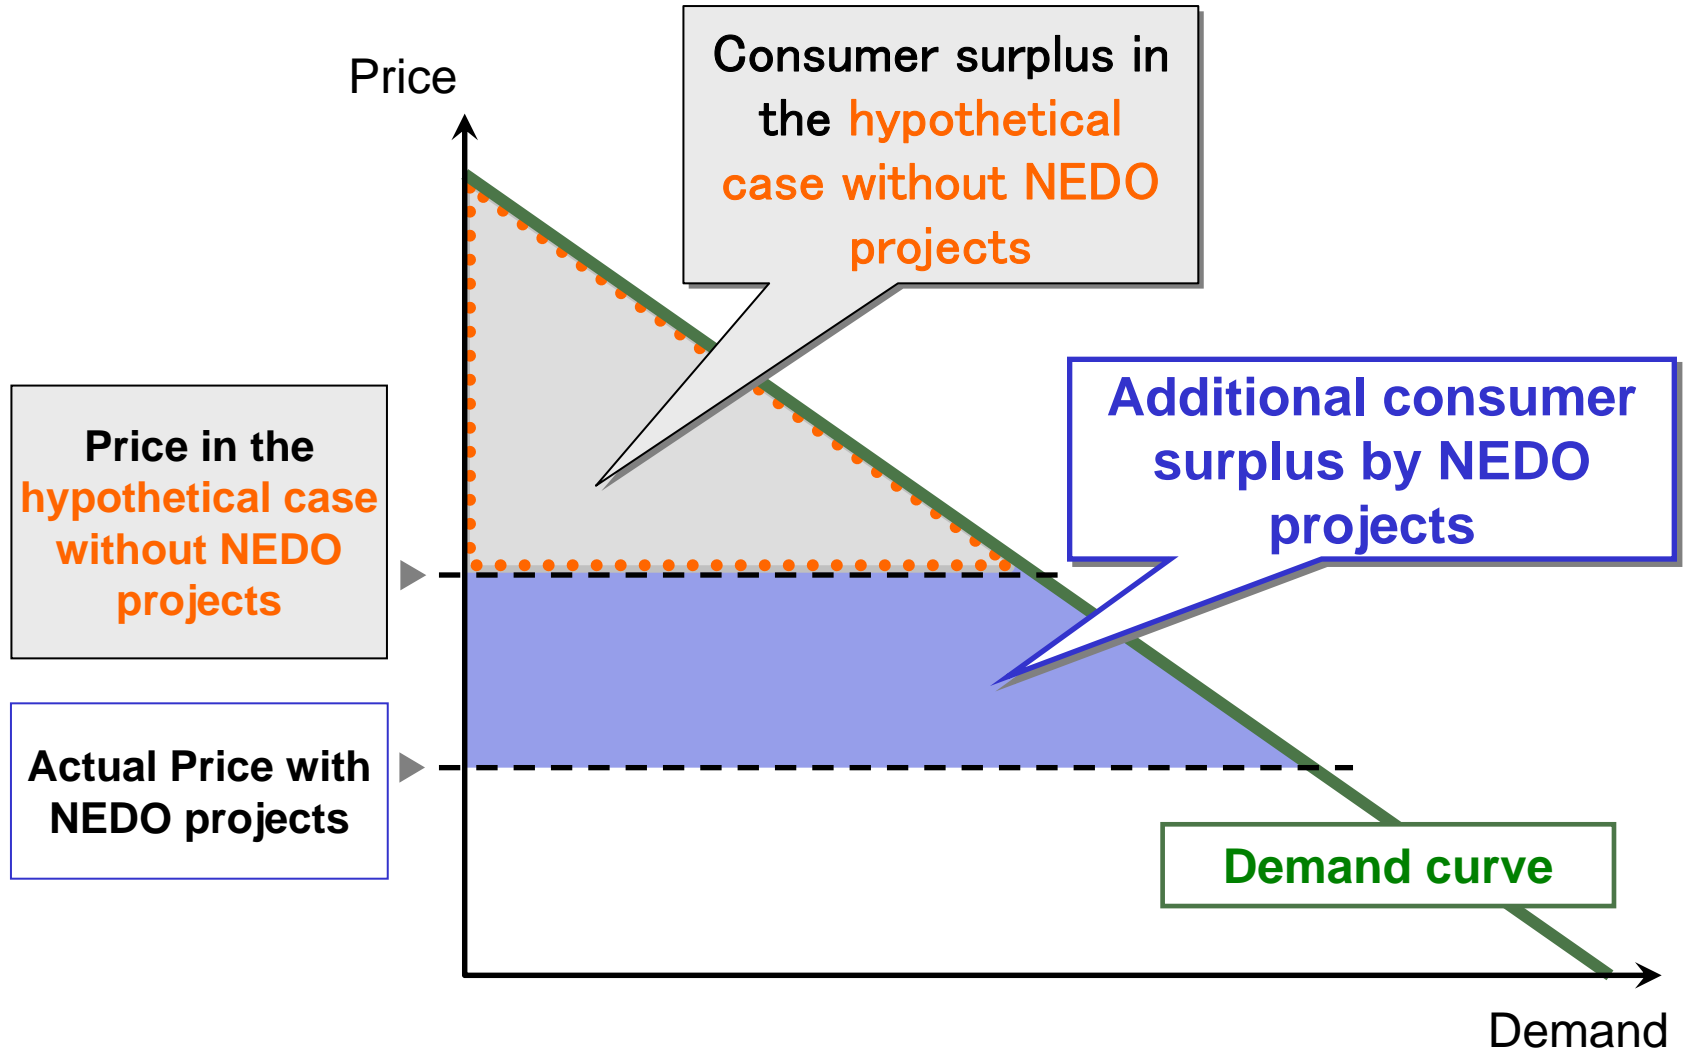 Price
Consumer surplus in
the hypothetical
case without NEDO
projects
Additional consumer
surplus by NEDO
projects
Price in the
hypothetical case
without NEDO
projects
Actual Price with
NEDO projects
Demand curve
Demand